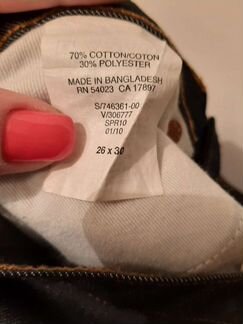 70% COTTON/COTON
30% POLYESTER
MADE IN BANGLADESH
RN 54023 CA 17897
S/746361-00
V/306777
SPR10
01/10
26 x 30